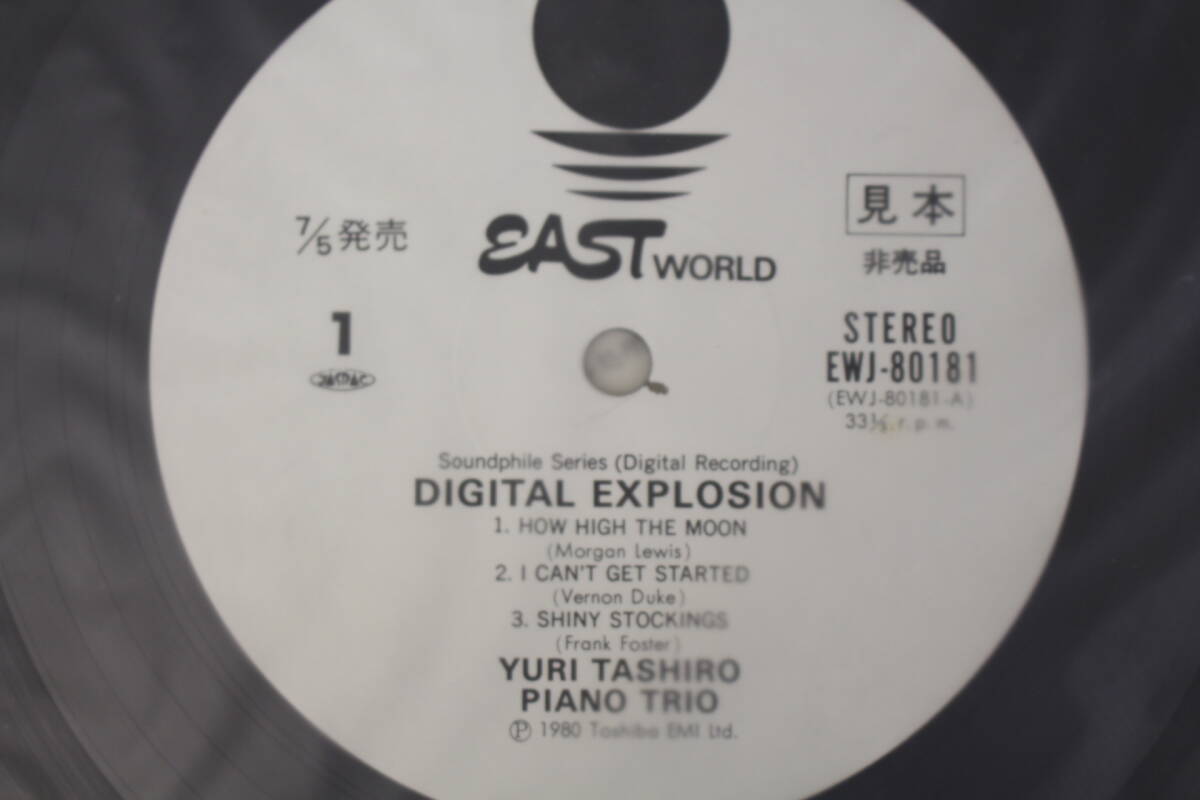 EAST WORLD
7/5発売
見本
非売品
1
JASRAC
STEREO
EWJ-80181
(EWJ-80181-A)
33⅓ r.p.m.
Soundphile Series (Digital Recording)
DIGITAL EXPLOSION
1. HOW HIGH THE MOON
(Morgan Lewis)
2. I CAN'T GET STARTED
(Vernon Duke)
3. SHINY STOCKINGS
(Frank Foster)
YURI TASHIRO
PIANO TRIO
Ⓟ 1980 Toshiba EMI Ltd.